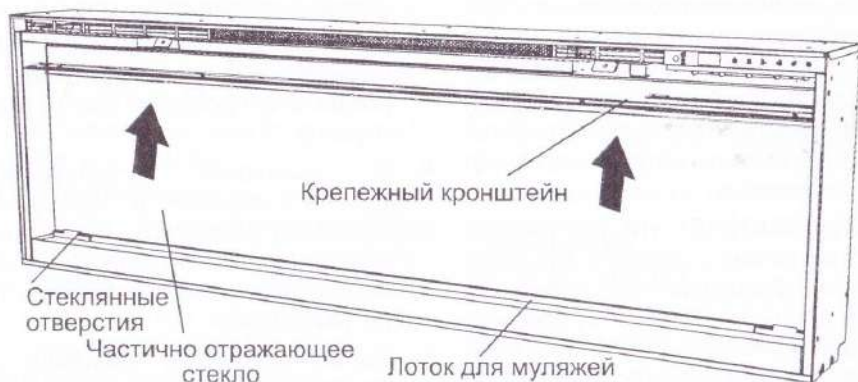 Крепежный кронштейн
Стеклянные
отверстия
Частично отражающее
стекло
Лоток для муляжей